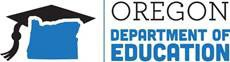 OREGON
DEPARTMENT OF
EDUCATION